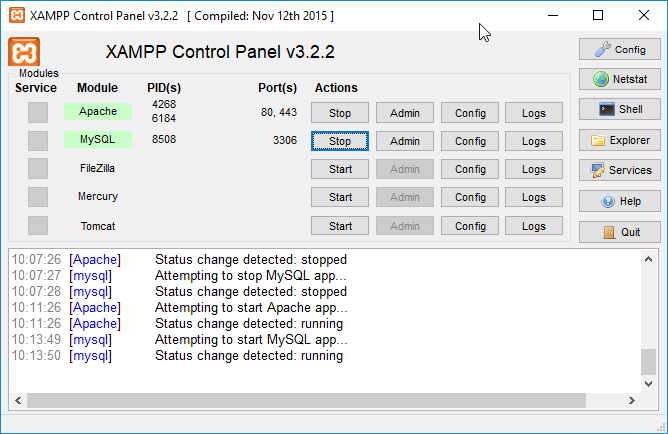 XAMPP Control Panel v3.2.2 [ Compiled: Nov 12th 2015 ]
XAMPP Control Panel v3.2.2
Config
Modules
Service Module PID(s) Port(s) Actions
Netstat
Apache 4268 6184 80, 443 Stop Admin Config Logs
Shell
MySQL 8508 3306 Stop Admin Config Logs
Explorer
FileZilla Start Admin Config Logs
Services
Mercury Start Admin Config Logs
Help
Tomcat Start Admin Config Logs
Quit
10:07:26 [Apache] Status change detected: stopped
10:07:27 [mysql] Attempting to stop MySQL app...
10:07:28 [mysql] Status change detected: stopped
10:11:26 [Apache] Attempting to start Apache app...
10:11:26 [Apache] Status change detected: running
10:13:49 [mysql] Attempting to start MySQL app...
10:13:50 [mysql] Status change detected: running